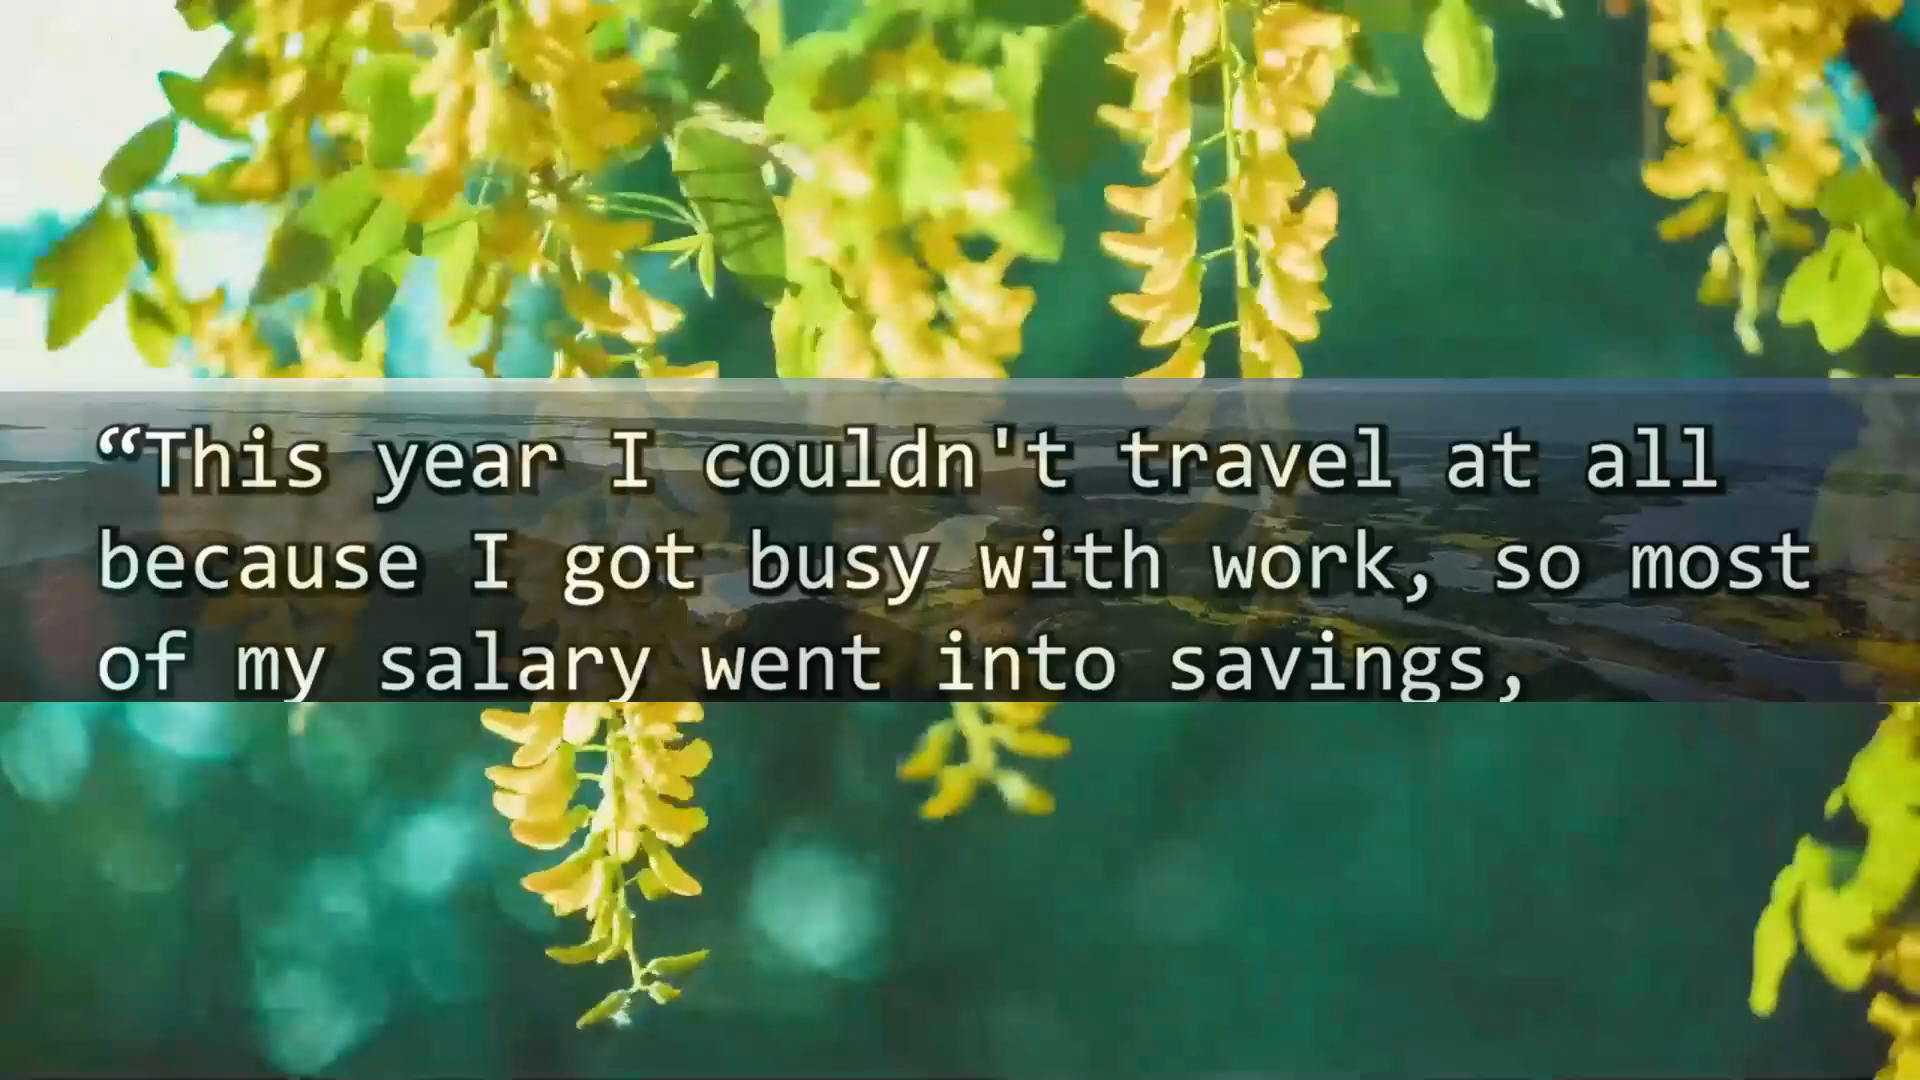 “This year I couldn't travel at all
because I got busy with work, so most
of my salary went into savings,